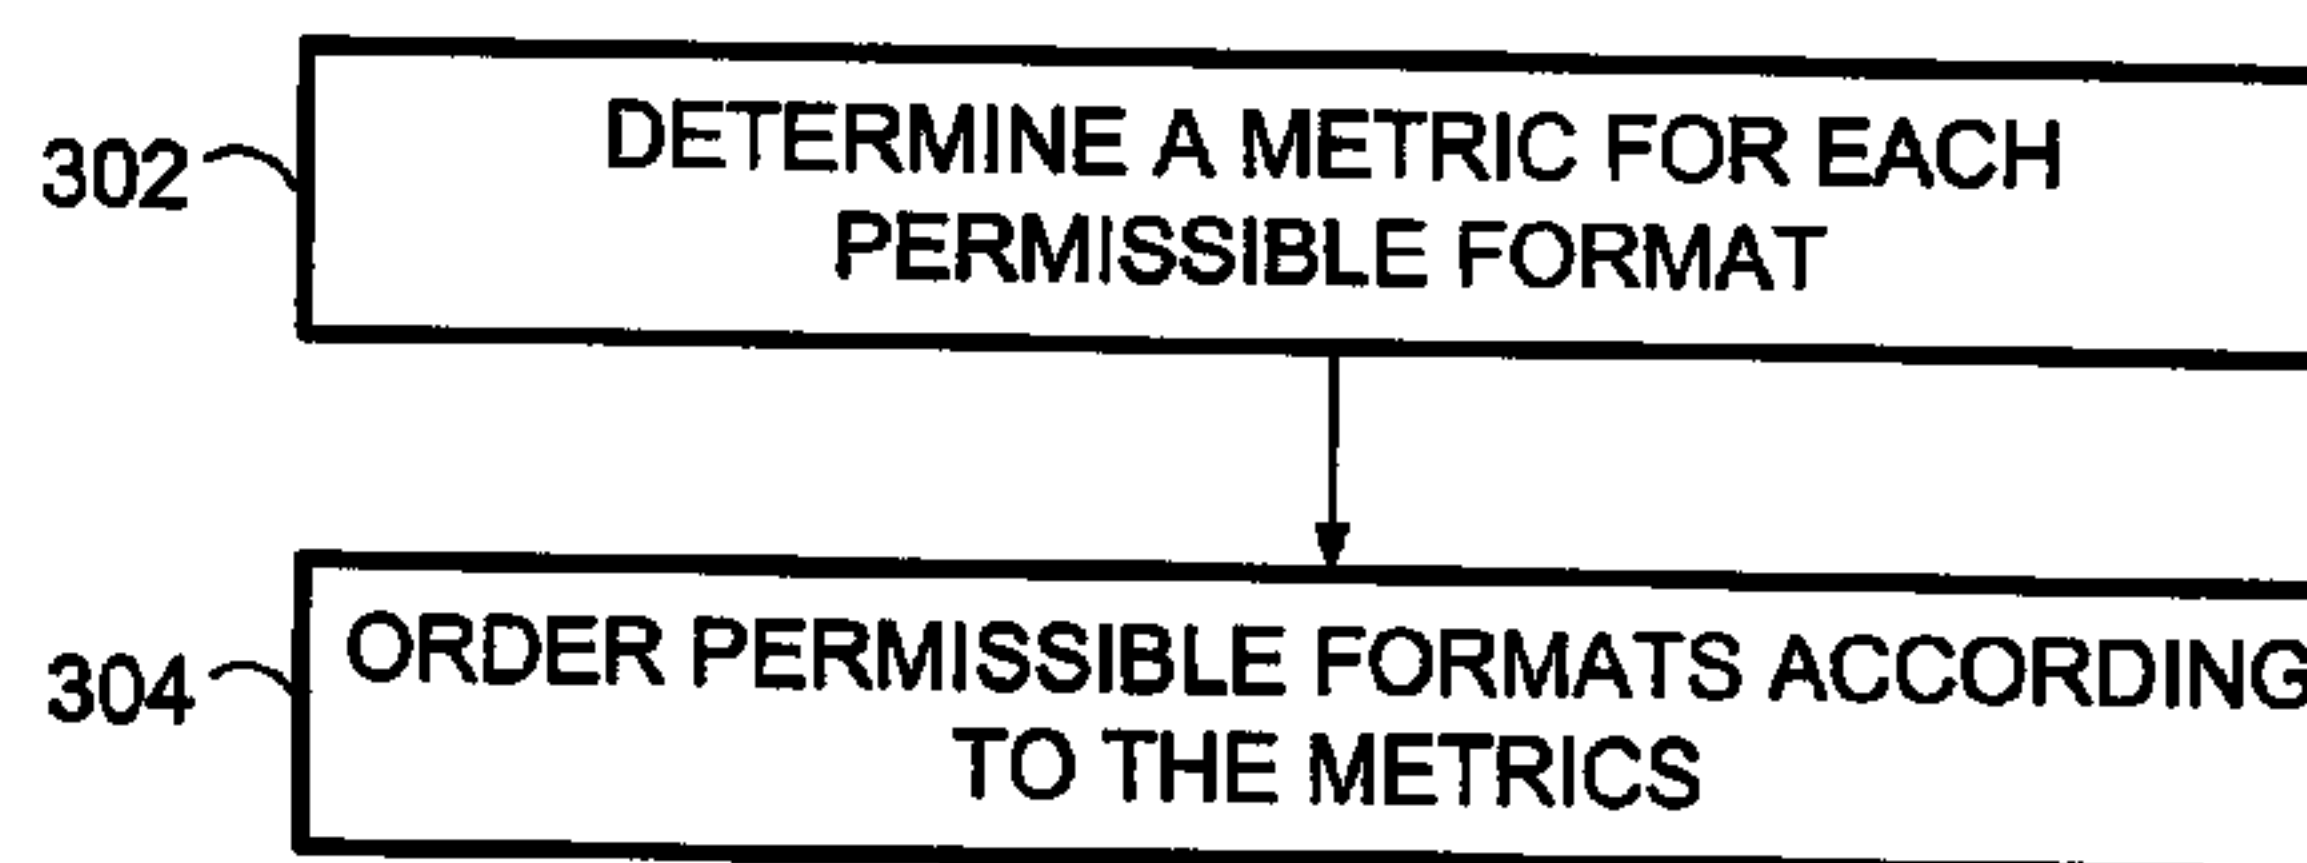 302
DETERMINE A METRIC FOR EACH
PERMISSIBLE FORMAT
304
ORDER PERMISSIBLE FORMATS ACCORDING
TO THE METRICS